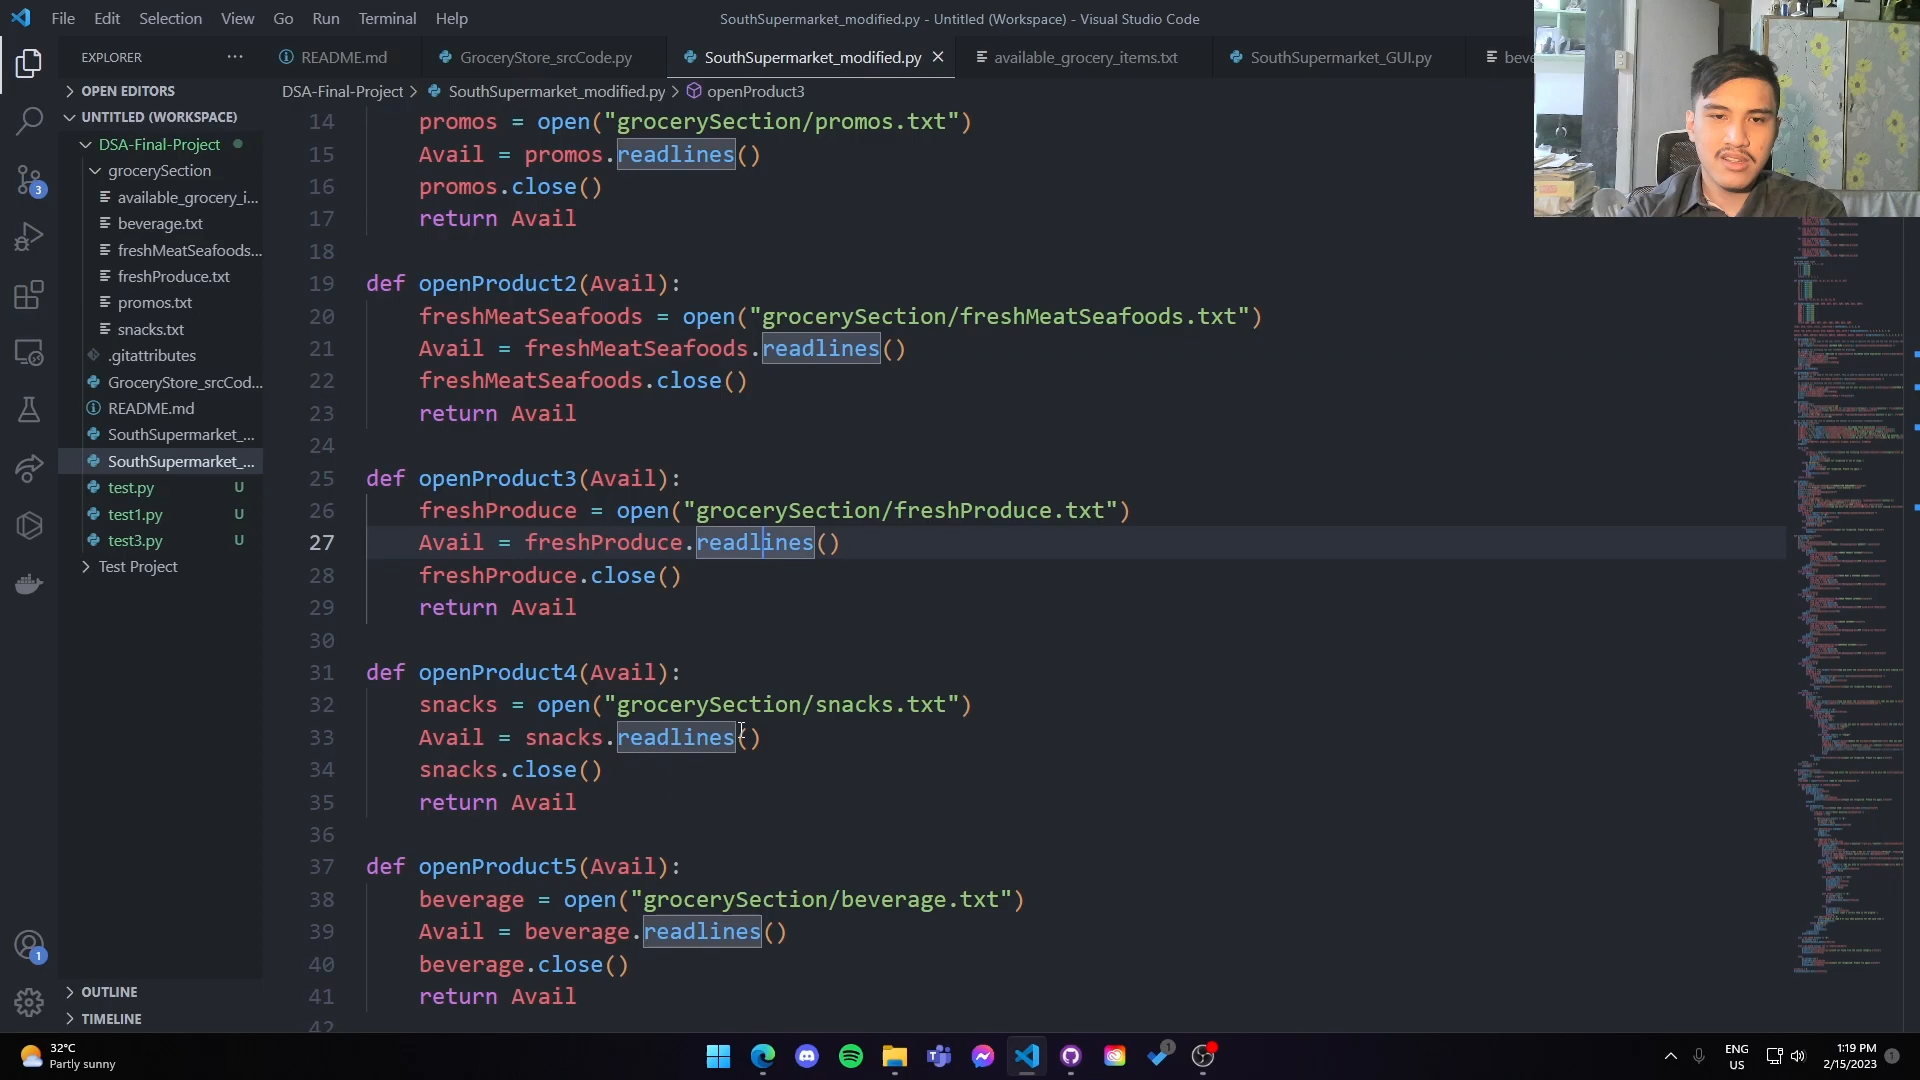 File Edit Selection View Go Run Terminal Help
SouthSupermarket_modified.py - Untitled (Workspace) - Visual Studio Code
EXPLORER
README.md
GroceryStore_srcCode.py
SouthSupermarket_modified.py
available_grocery_items.txt
SouthSupermarket_GUI.py
OPEN EDITORS
UNTITLED (WORKSPACE)
DSA-Final-Project
grocerySection
available_grocery_i...
beverage.txt
freshMeatSeafoods...
freshProduce.txt
promos.txt
snacks.txt
.gitattributes
GroceryStore_srcCod...
README.md
SouthSupermarket_...
SouthSupermarket_...
test.py U
test1.py U
test3.py U
Test Project
OUTLINE
TIMELINE
3
1
DSA-Final-Project > SouthSupermarket_modified.py > openProduct3
14 promos = open("grocerySection/promos.txt")
15 Avail = promos.readlines()
16 promos.close()
17 return Avail
18
19 def openProduct2(Avail):
20 freshMeatSeafoods = open("grocerySection/freshMeatSeafoods.txt")
21 Avail = freshMeatSeafoods.readlines()
22 freshMeatSeafoods.close()
23 return Avail
24
25 def openProduct3(Avail):
26 freshProduce = open("grocerySection/freshProduce.txt")
27 Avail = freshProduce.readlines()
28 freshProduce.close()
29 return Avail
30
31 def openProduct4(Avail):
32 snacks = open("grocerySection/snacks.txt")
33 Avail = snacks.readlines()
34 snacks.close()
35 return Avail
36
37 def openProduct5(Avail):
38 beverage = open("grocerySection/beverage.txt")
39 Avail = beverage.readlines()
40 beverage.close()
41 return Avail
42
32°C
Partly sunny
1
ENG
US
1:19 PM
2/15/2023
1